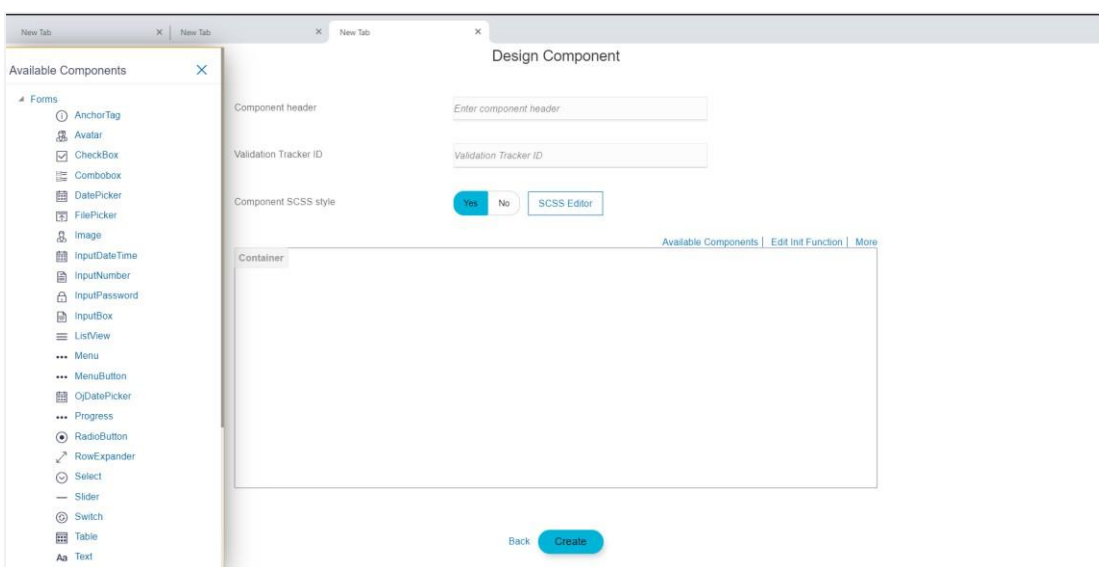 New Tab
New Tab
New Tab
Design Component
Available Components
Forms
AnchorTag
Avatar
CheckBox
Combobox
DatePicker
FilePicker
Image
InputDateTime
InputNumber
InputPassword
InputBox
ListView
Menu
MenuButton
OjDatePicker
Progress
RadioButton
RowExpander
Select
Slider
Switch
Table
Aa Text
Component header
Enter component header
Validation Tracker ID
Validation Tracker ID
Component SCSS style
Yes No SCSS Editor
Available Components | Edit Init Function | More
Container
Back Create